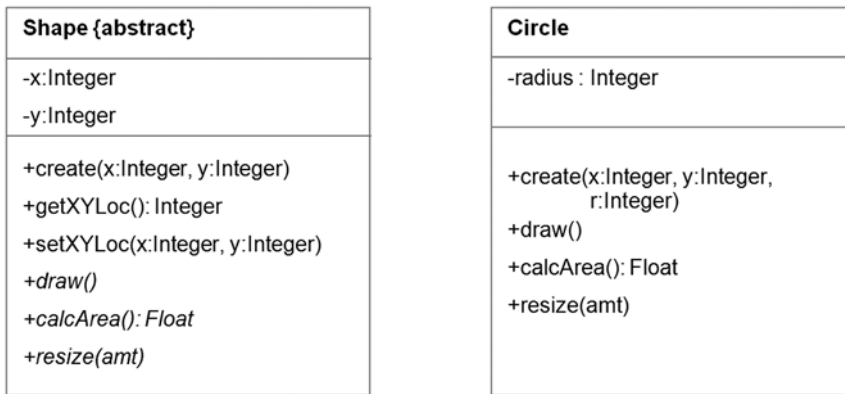 Shape {abstract}
-x:Integer
-y:Integer
+create(x:Integer, y:Integer)
+getXYLoc(): Integer
+setXYLoc(x:Integer, y:Integer)
+draw()
+calcArea(): Float
+resize(amt)
Circle
-radius : Integer
+create(x:Integer, y:Integer,
r:Integer)
+draw()
+calcArea(): Float
+resize(amt)